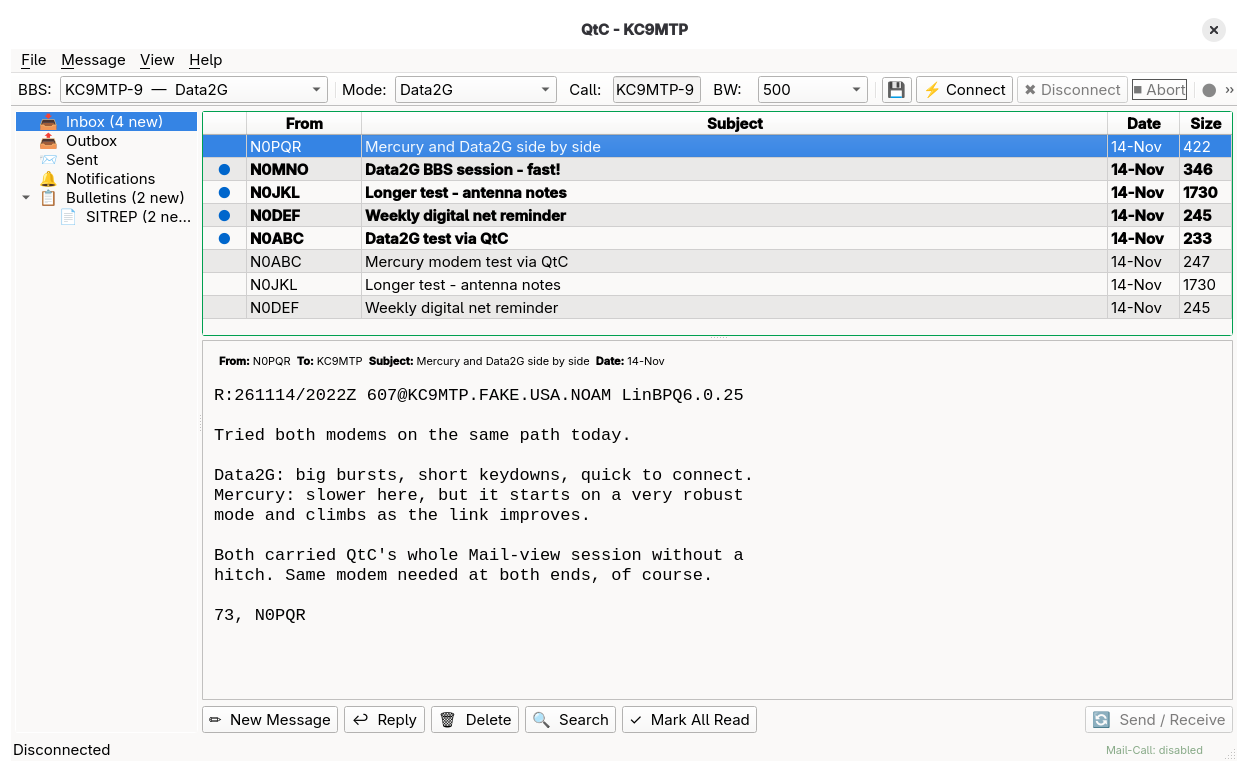 QtC - KC9MTP
File Message View Help
BBS: KC9MTP-9 — Data2G Mode: Data2G Call: KC9MTP-9 BW: 500 Connect Disconnect Abort »
Inbox (4 new)
Outbox
Sent
Notifications
Bulletins (2 new)
SITREP (2 ne...
From Subject Date Size
N0PQR Mercury and Data2G side by side 14-Nov 422
N0MNO Data2G BBS session - fast! 14-Nov 346
N0JKL Longer test - antenna notes 14-Nov 1730
N0DEF Weekly digital net reminder 14-Nov 245
N0ABC Data2G test via QtC 14-Nov 233
N0ABC Mercury modem test via QtC 14-Nov 247
N0JKL Longer test - antenna notes 14-Nov 1730
N0DEF Weekly digital net reminder 14-Nov 245
From: N0PQR To: KC9MTP Subject: Mercury and Data2G side by side Date: 14-Nov
R:261114/2022Z 607@KC9MTP.FAKE.USA.NOAM LinBPQ6.0.25
Tried both modems on the same path today.
Data2G: big bursts, short keydowns, quick to connect.
Mercury: slower here, but it starts on a very robust
mode and climbs as the link improves.
Both carried QtC's whole Mail-view session without a
hitch. Same modem needed at both ends, of course.
73, N0PQR
New Message Reply Delete Search Mark All Read Send / Receive
Disconnected Mail-Call: disabled